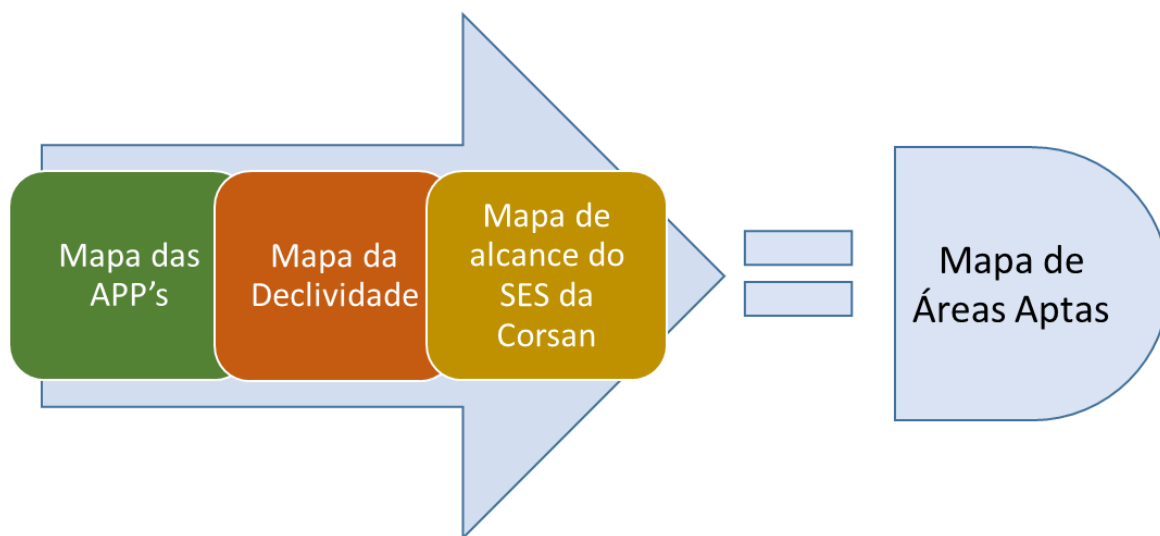 Mapa das
APP's
Mapa da
Declividade
Mapa de
alcance do
SES da
Corsan
Mapa de
Áreas Aptas